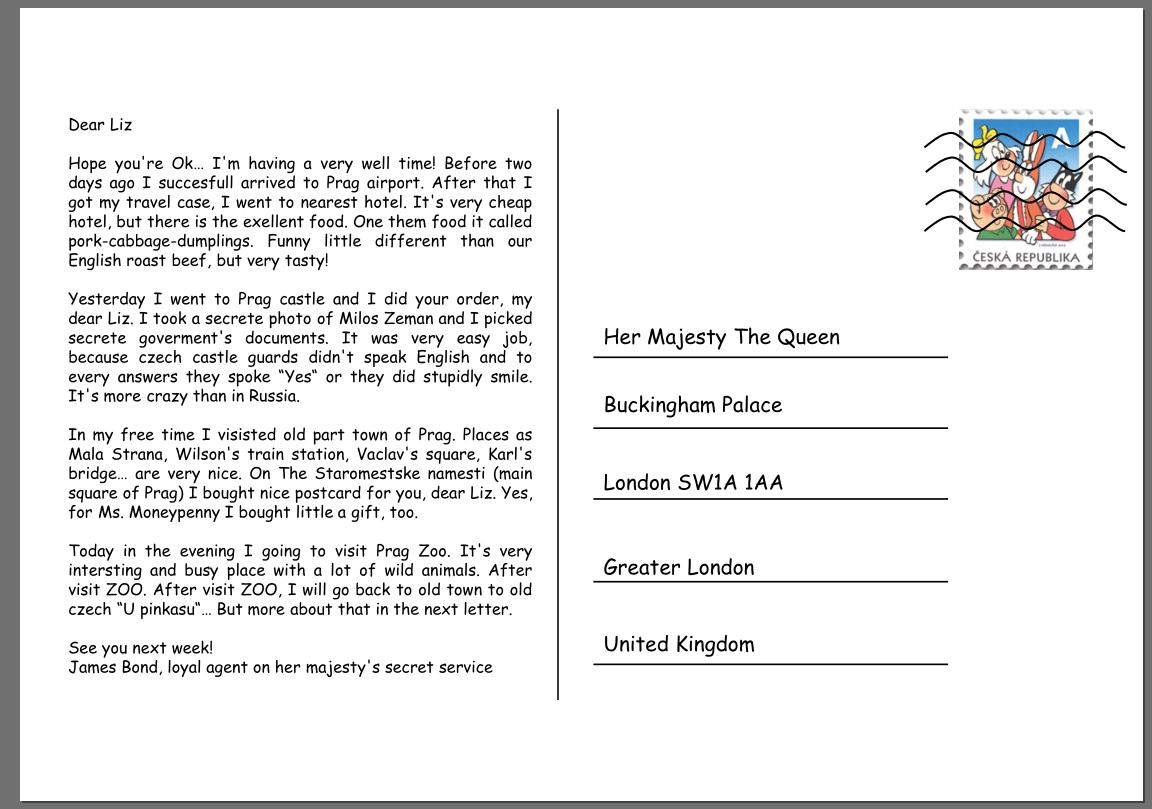 Dear Liz
Hope you're Ok... I'm having a very well time! Before two
days ago I succesfull arrived to Prag airport. After that I
got my travel case, I went to nearest hotel. It's very cheap
hotel, but there is the exellent food. One them food it called
pork-cabbage-dumplings. Funny little different than our
English roast beef, but very tasty!
Yesterday I went to Prag castle and I did your order, my
dear Liz. I took a secrete photo of Milos Zeman and I picked
secrete goverment's documents. It was very easy job,
because czech castle guards didn't speak English and to
every answers they spoke “Yes“ or they did stupidly smile.
It's more crazy than in Russia.
In my free time I visisted old part town of Prag. Places as
Mala Strana, Wilson's train station, Vaclav's square, Karl's
bridge... are very nice. On The Staromestske namesti (main
square of Prag) I bought nice postcard for you, dear Liz. Yes,
for Ms. Moneypenny I bought little a gift, too.
Today in the evening I going to visit Prag Zoo. It's very
intersting and busy place with a lot of wild animals. After
visit ZOO. After visit ZOO, I will go back to old town to old
czech “U pinkasu“... But more about that in the next letter.
See you next week!
James Bond, loyal agent on her majesty's secret service
A
ČESKÁ REPUBLIKA
Her Majesty The Queen
Buckingham Palace
London SW1A 1AA
Greater London
United Kingdom